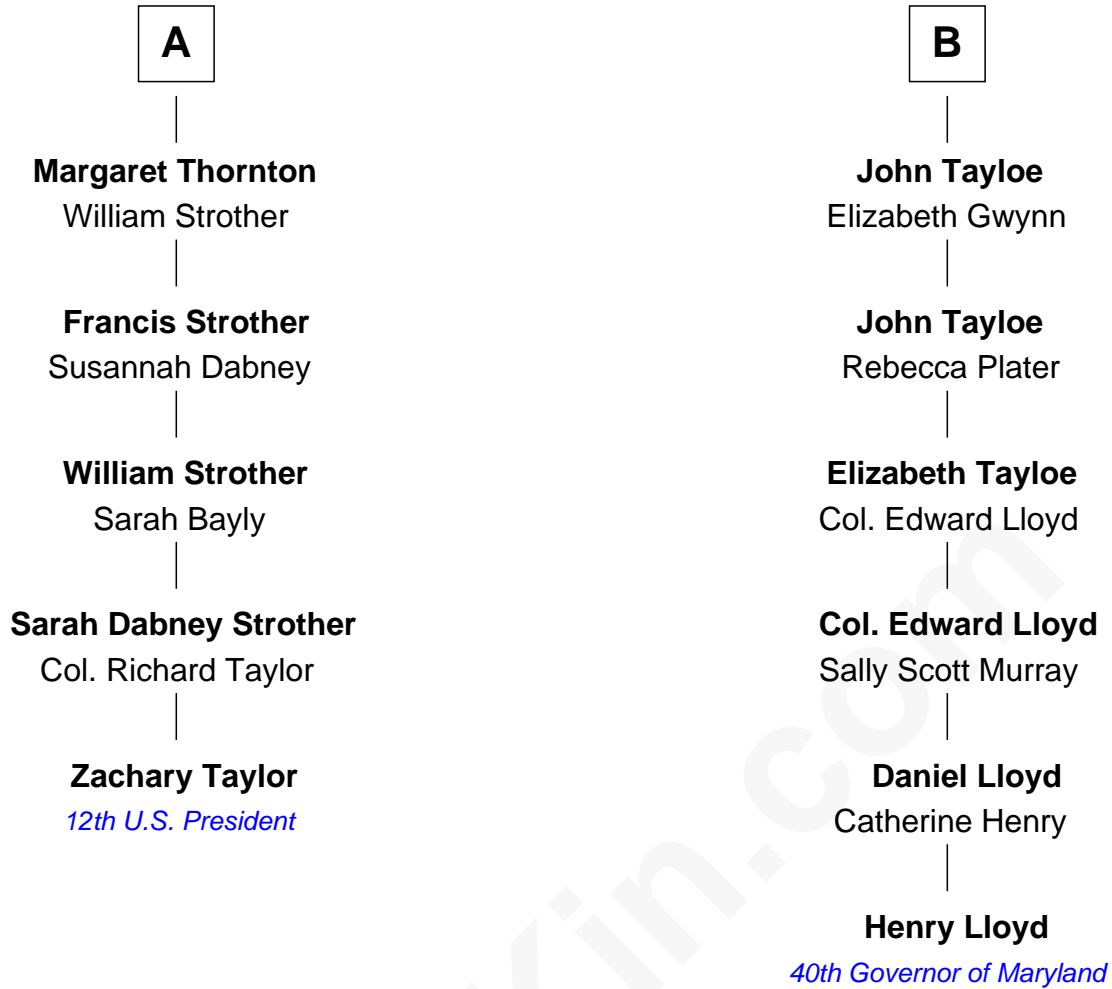 A
Margaret Thornton
William Strother
Francis Strother
Susannah Dabney
William Strother
Sarah Bayly
Sarah Dabney Strother
Col. Richard Taylor
Zachary Taylor
12th U.S. President
B
John Tayloe
Elizabeth Gwynn
John Tayloe
Rebecca Plater
Elizabeth Tayloe
Col. Edward Lloyd
Col. Edward Lloyd
Sally Scott Murray
Daniel Lloyd
Catherine Henry
Henry Lloyd
40th Governor of Maryland
Kin.com